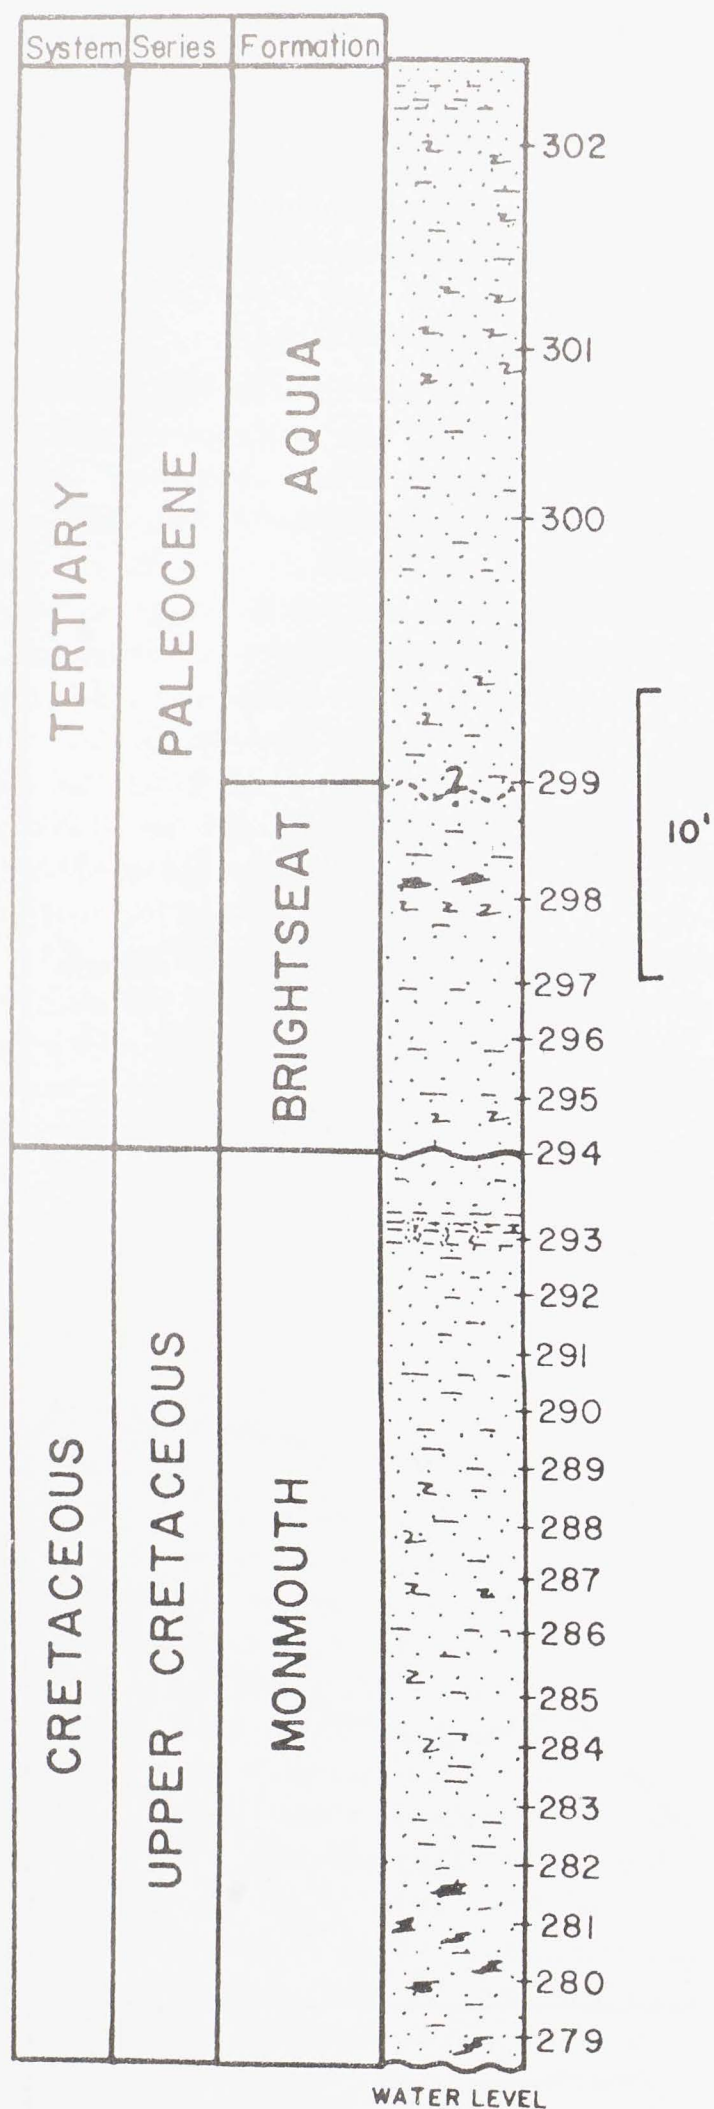 System Series Formation
TERTIARY
PALEOCENE
AQUIA
BRIGHTSEAT
CRETACEOUS
UPPER CRETACEOUS
MONMOUTH
302
301
300
?
299
298
297
296
295
294
293
292
291
290
289
288
287
286
285
284
283
282
281
280
279
10'
WATER LEVEL